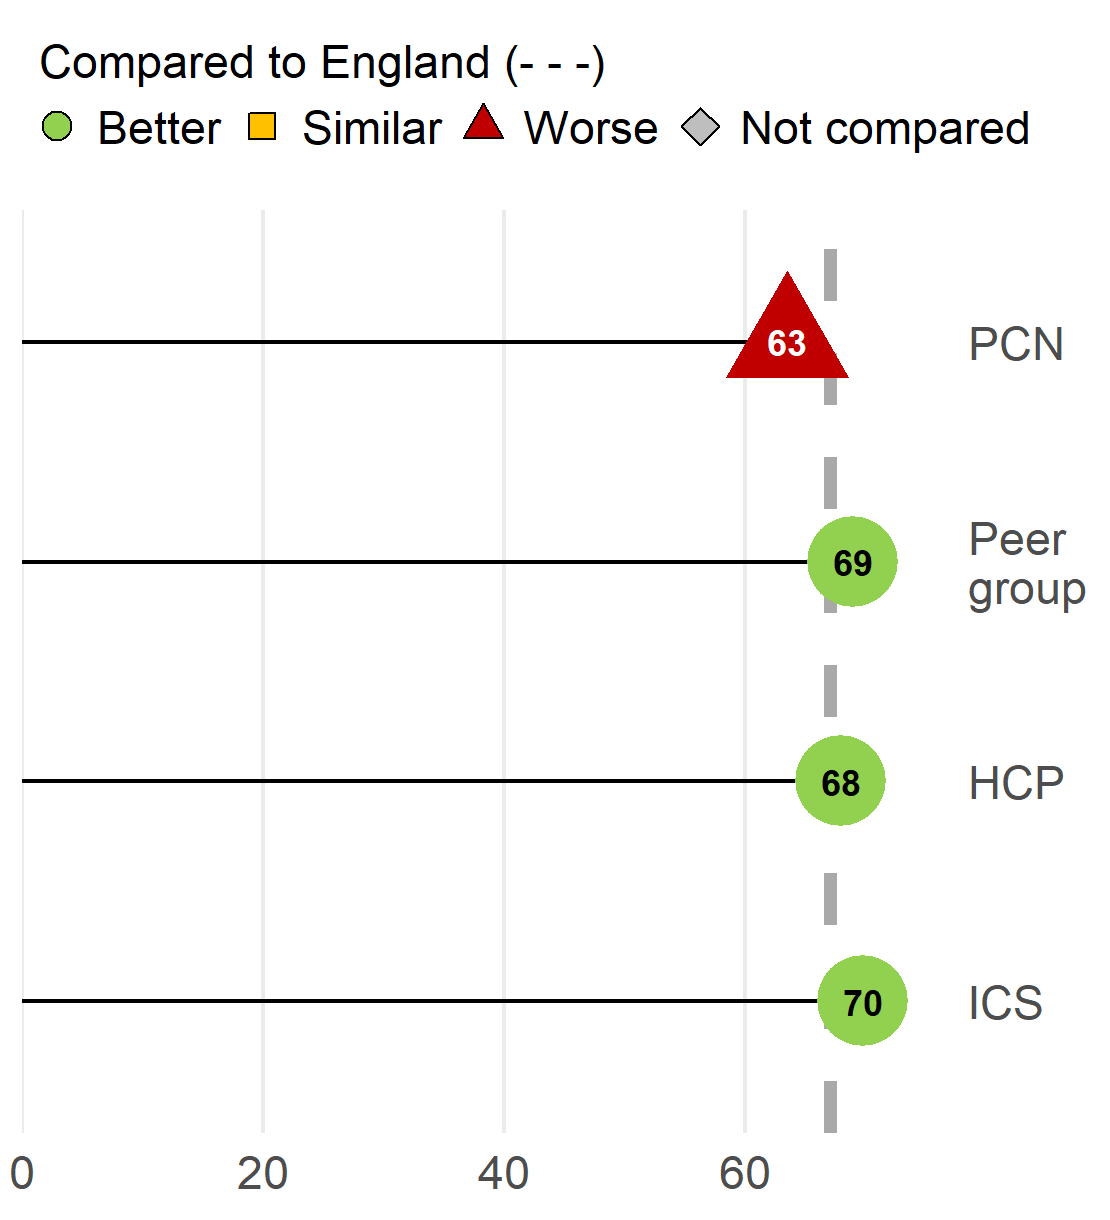 Compared to England (- - -)
Better Similar Worse Not compared
63 PCN
69 Peer
group
68 HCP
70 ICS
0 20 40 60